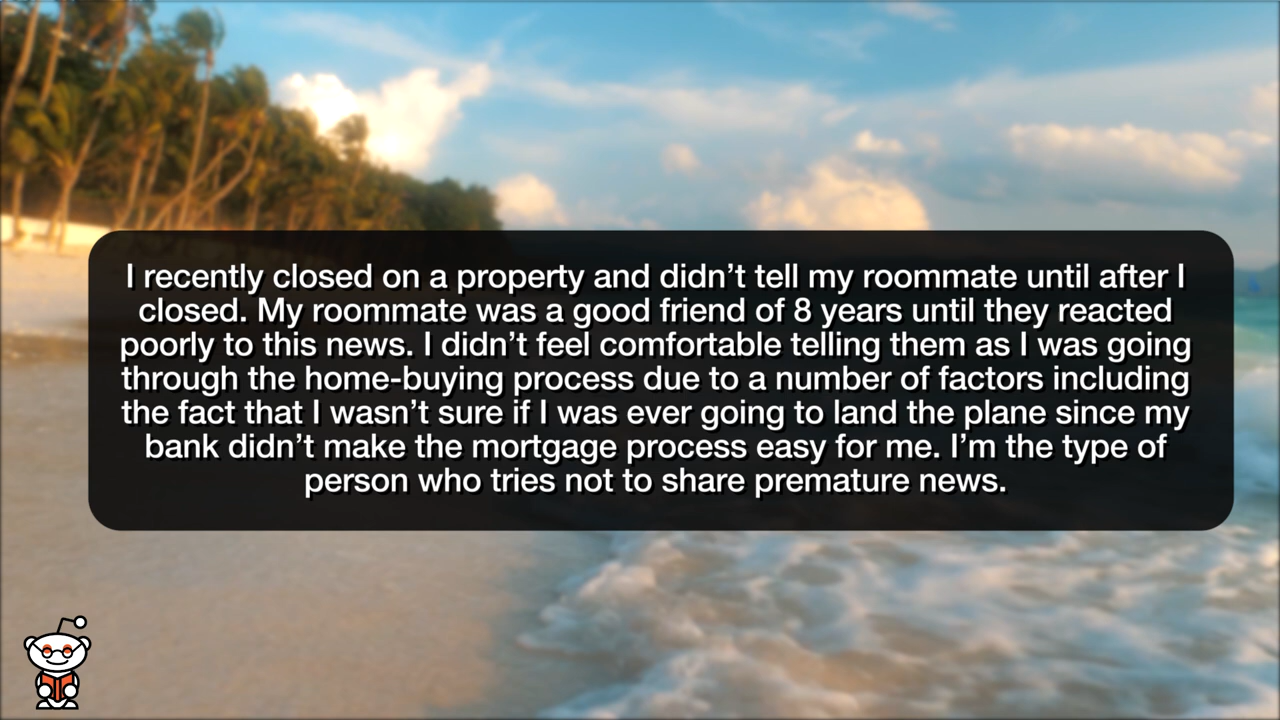 I recently closed on a property and didn’t tell my roommate until after I
closed. My roommate was a good friend of 8 years until they reacted
poorly to this news. I didn’t feel comfortable telling them as I was going
through the home-buying process due to a number of factors including
the fact that I wasn’t sure if I was ever going to land the plane since my
bank didn’t make the mortgage process easy for me. I’m the type of
person who tries not to share premature news.